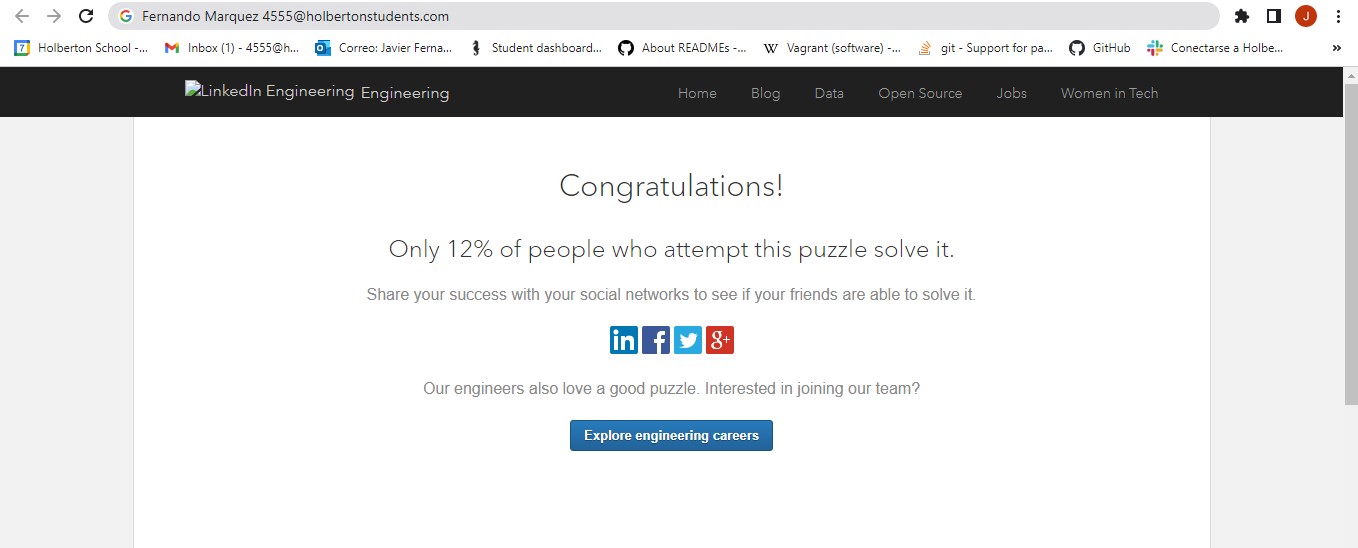 Fernando Marquez 4555@holbertonstudents.com
J
7 Holberton School -... Inbox (1) - 4555@h... Correo: Javier Ferna... Student dashboard... About READMEs -... W Vagrant (software) -... git - Support for pa... GitHub Conectarse a Holbe... »
LinkedIn Engineering Engineering Home Blog Data Open Source Jobs Women in Tech
Congratulations!
Only 12% of people who attempt this puzzle solve it.
Share your success with your social networks to see if your friends are able to solve it.
in f g+
Our engineers also love a good puzzle. Interested in joining our team?
Explore engineering careers